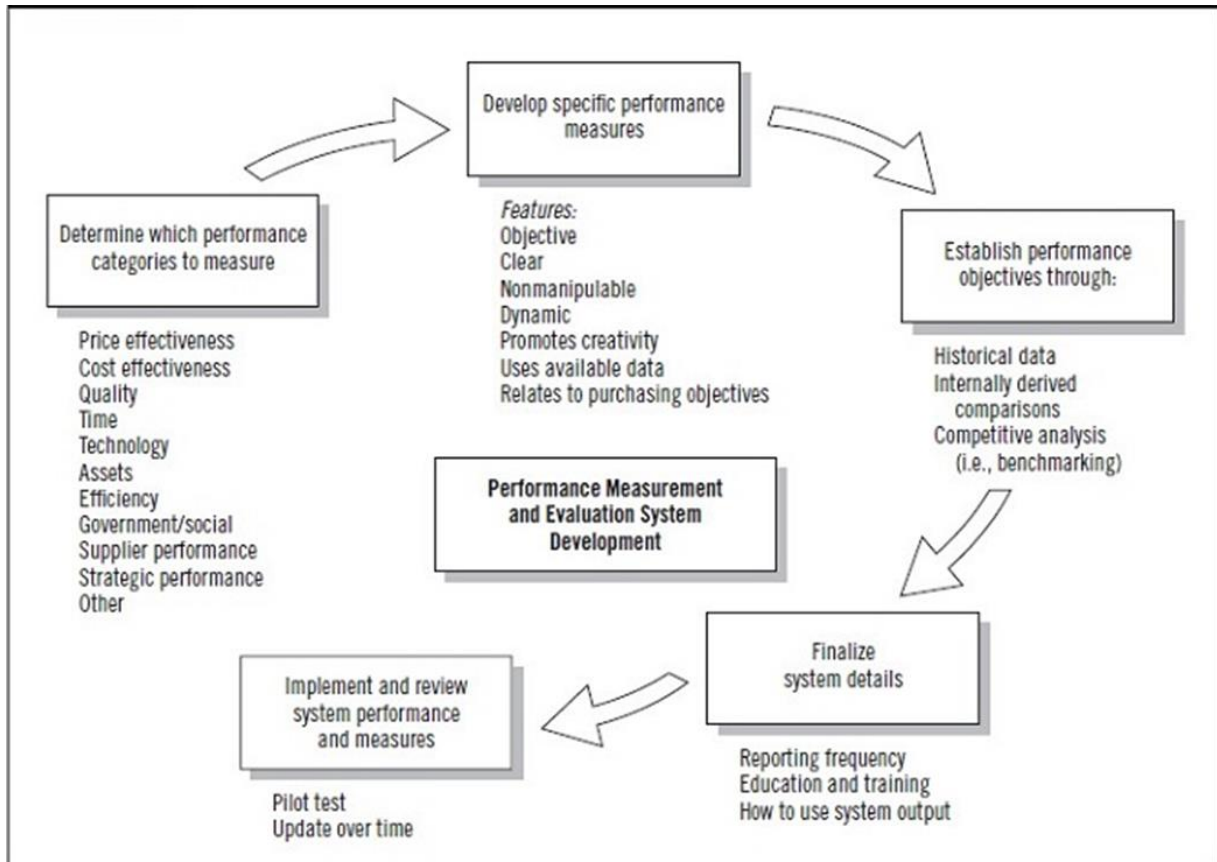 Determine which performance
categories to measure
Price effectiveness
Cost effectiveness
Quality
Time
Technology
Assets
Efficiency
Government/social
Supplier performance
Strategic performance
Other
Develop specific performance
measures
Features:
Objective
Clear
Nonmanipulable
Dynamic
Promotes creativity
Uses available data
Relates to purchasing objectives
Establish performance
objectives through:
Historical data
Internally derived
comparisons
Competitive analysis
(i.e., benchmarking)
Performance Measurement
and Evaluation System
Development
Finalize
system details
Reporting frequency
Education and training
How to use system output
Implement and review
system performance
and measures
Pilot test
Update over time